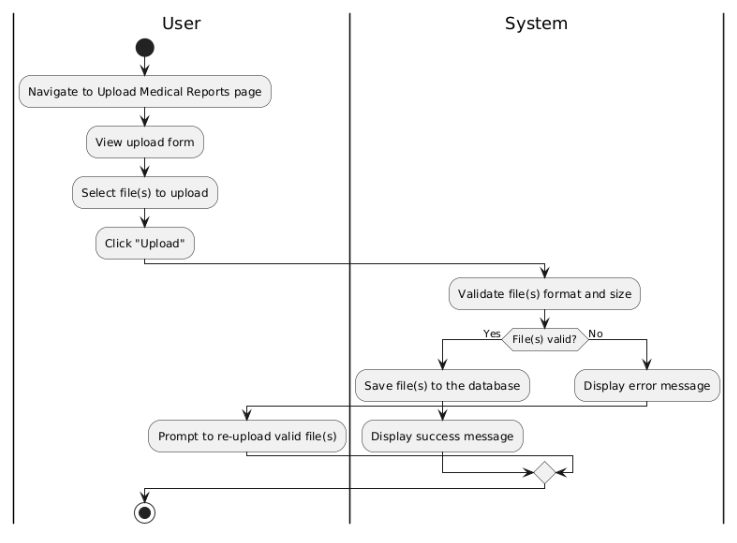 User
System
Navigate to Upload Medical Reports page
View upload form
Select file(s) to upload
Click "Upload"
Validate file(s) format and size
Yes
File(s) valid?
No
Save file(s) to the database
Display error message
Prompt to re-upload valid file(s)
Display success message